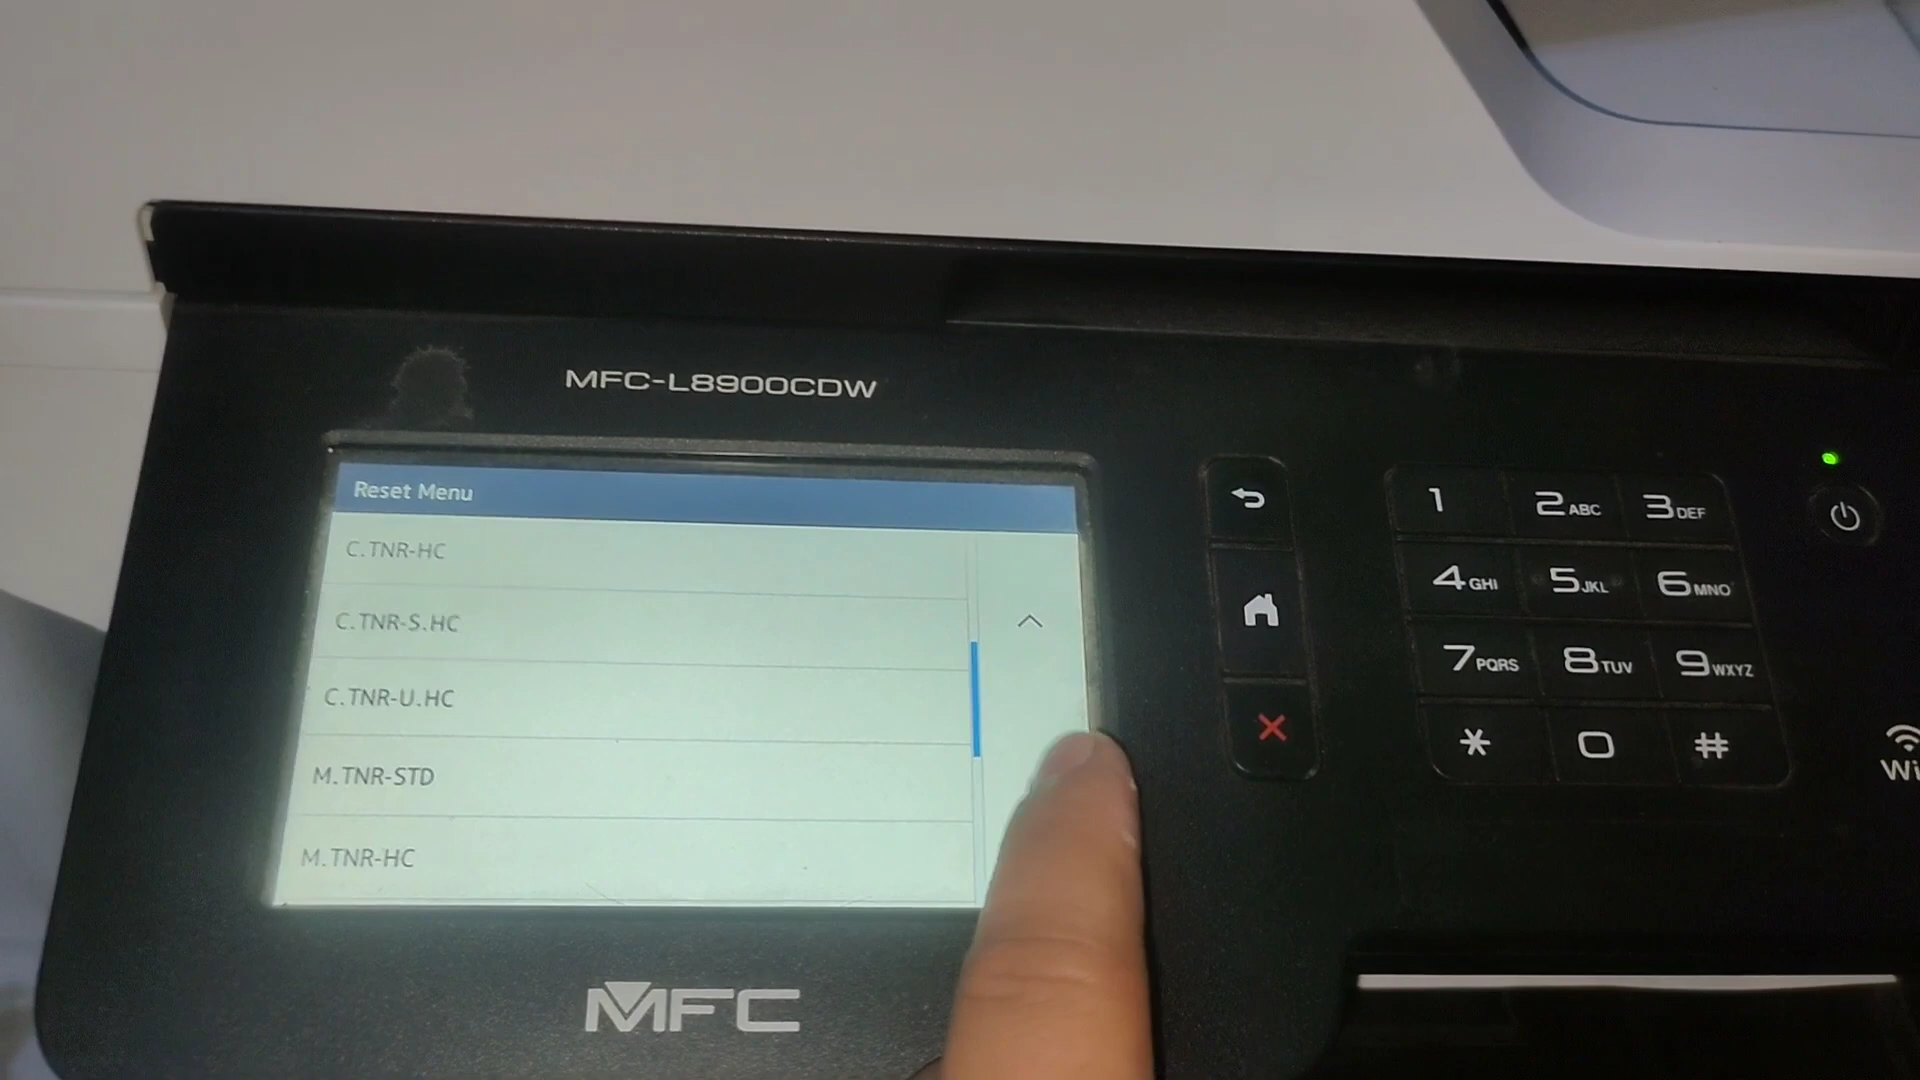 MFC-L8900CDW
Reset Menu
C.TNR-HC
C.TNR-S.HC
C.TNR-U.HC
M.TNR-STD
M.TNR-HC
1
2 ABC
3 DEF
4 GHI
5 JKL
6 MNO
7 PQRS
8 TUV
9 WXYZ
*
0
#
MFC